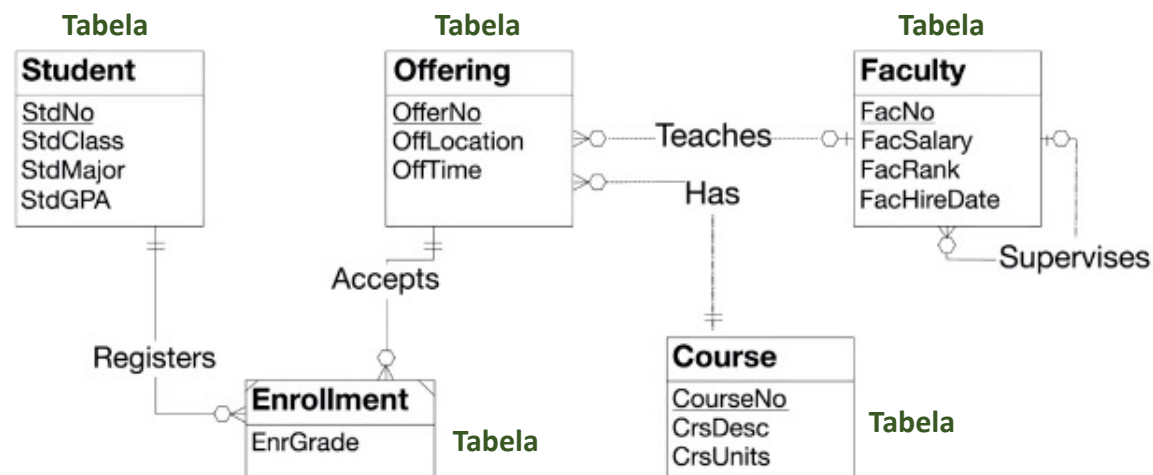 Tabela
Student
StdNo
StdClass
StdMajor
StdGPA
Tabela
Offering
OfferNo
OffLocation
OffTime
Tabela
Faculty
FacNo
FacSalary
FacRank
FacHireDate
Teaches
Has
Supervises
Accepts
Registers
Enrollment
EnrGrade
Tabela
Course
CourseNo
CrsDesc
CrsUnits
Tabela